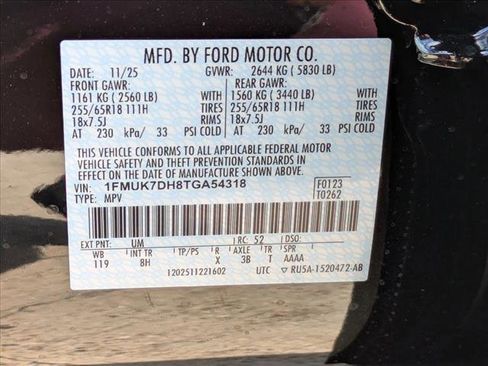 MFD. BY FORD MOTOR CO.
DATE: 11/25 GVWR: 2644 KG ( 5830 LB)
FRONT GAWR: REAR GAWR:
1161 KG ( 2560 LB) 1560 KG ( 3440 LB)
255/65R18 111H TIRES 255/65R18 111H TIRES
18x7.5J RIMS 18x7.5J RIMS
AT 230 kPa/ 33 PSI COLD AT 230 kPa/ 33 PSI COLD
THIS VEHICLE CONFORMS TO ALL APPLICABLE FEDERAL MOTOR
VEHICLE SAFETY AND THEFT PREVENTION STANDARDS IN
EFFECT ON THE DATE OF MANUFACTURE SHOWN ABOVE.
VIN: 1FMUK7DH8TGA54318 F0123
TYPE: MPV T0262
EXT PNT: UM RC: 52 DSO:
WB INT TR TP/PS R AXLE TR SPR
119 8H X 3B T AAAA
1202511221602 UTC ▽ RU5A-1520472-AB